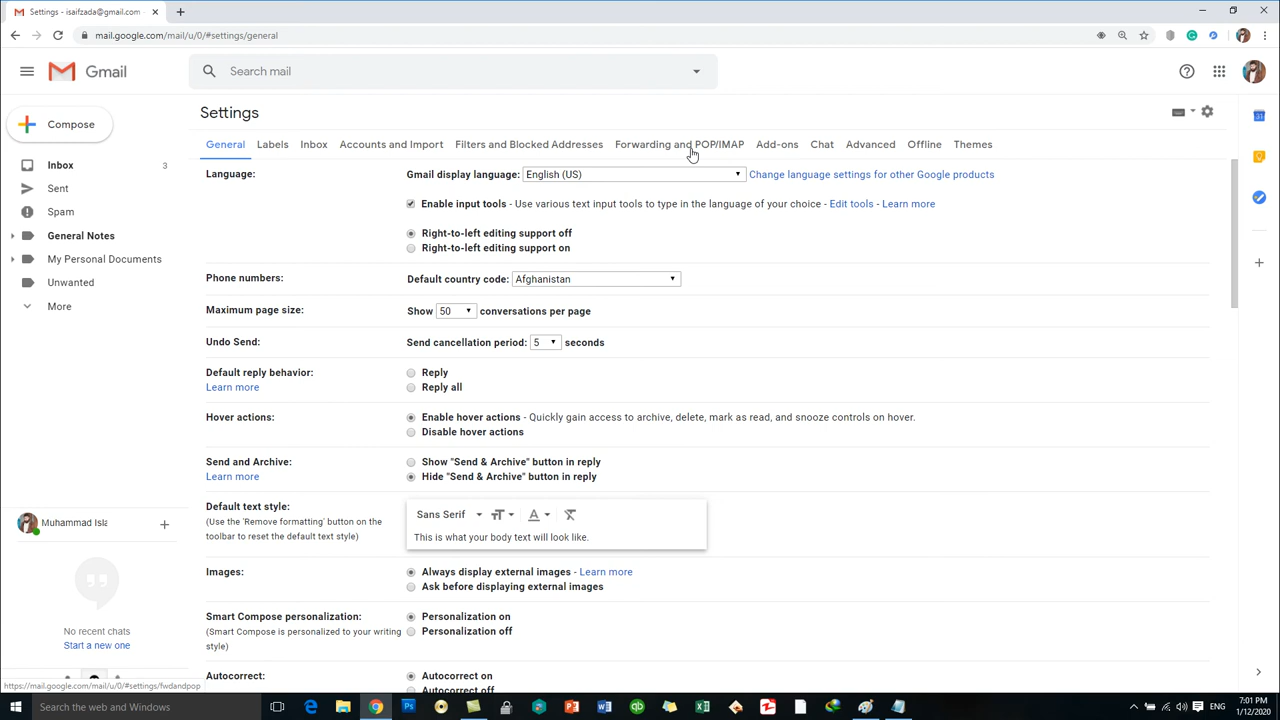 Settings - isaifzada@gmail.com -
mail.google.com/mail/u/0/#settings/general
Gmail
Search mail
Compose
Inbox 3
Sent
Spam
General Notes
My Personal Documents
Unwanted
More
Settings
General Labels Inbox Accounts and Import Filters and Blocked Addresses Forwarding and POP/IMAP Add-ons Chat Advanced Offline Themes
Language: Gmail display language: English (US) Change language settings for other Google products
Enable input tools - Use various text input tools to type in the language of your choice - Edit tools - Learn more
Right-to-left editing support off
Right-to-left editing support on
Phone numbers: Default country code: Afghanistan
Maximum page size: Show 50 conversations per page
Undo Send: Send cancellation period: 5 seconds
Default reply behavior: Reply
Learn more Reply all
Hover actions: Enable hover actions - Quickly gain access to archive, delete, mark as read, and snooze controls on hover.
Disable hover actions
Send and Archive: Show "Send & Archive" button in reply
Learn more Hide "Send & Archive" button in reply
Default text style:
(Use the 'Remove formatting' button on the
toolbar to reset the default text style)
Sans Serif
This is what your body text will look like.
Images: Always display external images - Learn more
Ask before displaying external images
Smart Compose personalization: Personalization on
(Smart Compose is personalized to your writing
style)
Personalization off
Autocorrect: Autocorrect on
Autocorrect off
Muhammad Isla
No recent chats
Start a new one
https://mail.google.com/mail/u/0/#settings/fwdandpop
Search the web and Windows
ENG
7:01 PM
1/12/2020